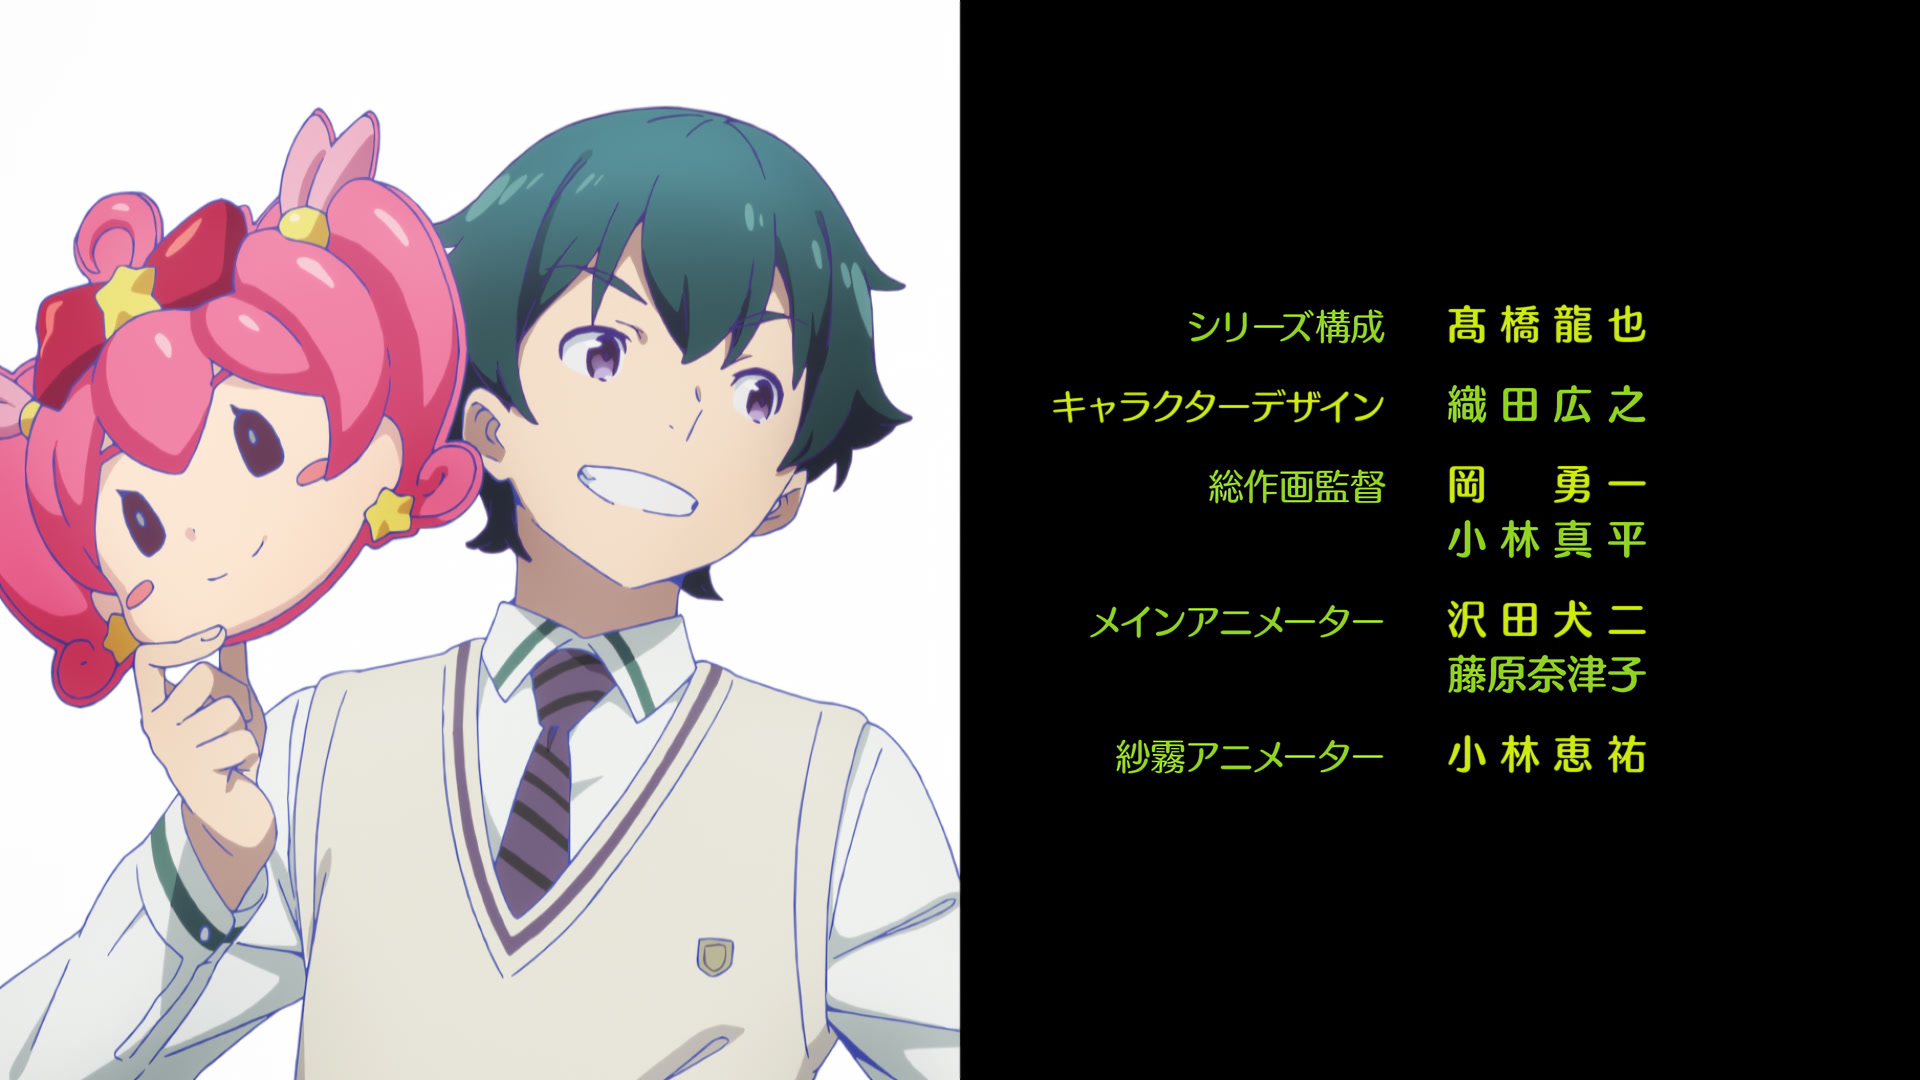 シリーズ構成 髙橋龍也
キャラクターデザイン 織田広之
総作画監督 岡 勇一
小林真平
メインアニメーター 沢田犬二
藤原奈津子
紗霧アニメーター 小林恵祐